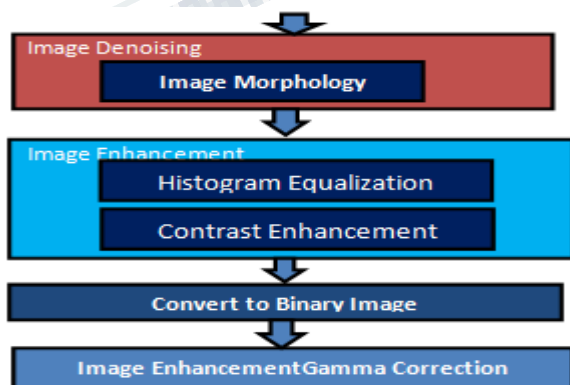 Image Denoising
Image Morphology
Image Enhancement
Histogram Equalization
Contrast Enhancement
Convert to Binary Image
Image EnhancementGamma Correction